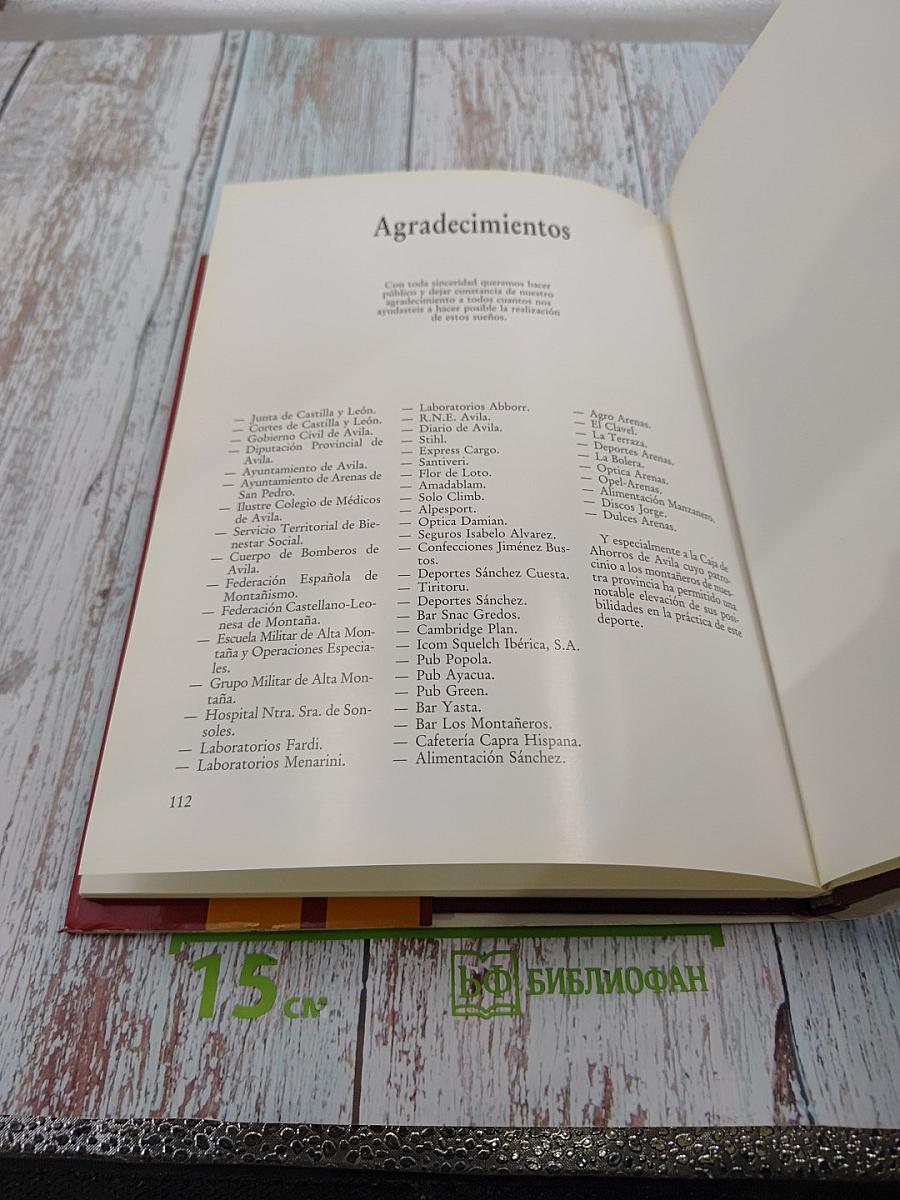 Agradecimientos
Con toda sinceridad queremos hacer
público y dejar constancia de nuestro
agradecimiento a todos cuantos nos
ayudasteis a hacer posible la realización
de estos sueños.
— Junta de Castilla y León.
— Cortes de Castilla y León.
— Gobierno Civil de Avila.
— Diputación Provincial de
Avila.
— Ayuntamiento de Avila.
— Ayuntamiento de Arenas de
San Pedro.
— Ilustre Colegio de Médicos
de Avila.
— Servicio Territorial de Bie-
nestar Social.
— Cuerpo de Bomberos de
Avila.
— Federación Española de
Montañismo.
— Federación Castellano-Leo-
nesa de Montaña.
— Escuela Militar de Alta Mon-
taña y Operaciones Especia-
les.
— Grupo Militar de Alta Mon-
taña.
— Hospital Ntra. Sra. de Son-
soles.
— Laboratorios Fardi.
— Laboratorios Menarini.
— Laboratorios Abborr.
— R.N.E. Avila.
— Diario de Avila.
— Stihl.
— Express Cargo.
— Santiveri.
— Flor de Loto.
— Amadablam.
— Solo Climb.
— Alpesport.
— Optica Damian.
— Seguros Isabelo Alvarez.
— Confecciones Jiménez Bus-
tos.
— Deportes Sánchez Cuesta.
— Tiritoru.
— Deportes Sánchez.
— Bar Snac Gredos.
— Cambridge Plan.
— Icom Squelch Ibérica, S.A.
— Pub Popola.
— Pub Ayacua.
— Pub Green.
— Bar Yasta.
— Bar Los Montañeros.
— Cafetería Capra Hispana.
— Alimentación Sánchez.
— Agro Arenas.
— El Clavel.
— La Terraza.
— Deportes Arenas.
— La Bolera.
— Optica Arenas.
— Opel-Arenas.
— Alimentación Manzanero.
— Discos Jorge.
— Dulces Arenas.
Y especialmente a la Caja de
Ahorros de Avila cuyo patro-
cinio a los montañeros de nues-
tra provincia ha permitido una
notable elevación de sus posi-
bilidades en la práctica de este
deporte.
112
15 см
БФ БИБЛИОФАН